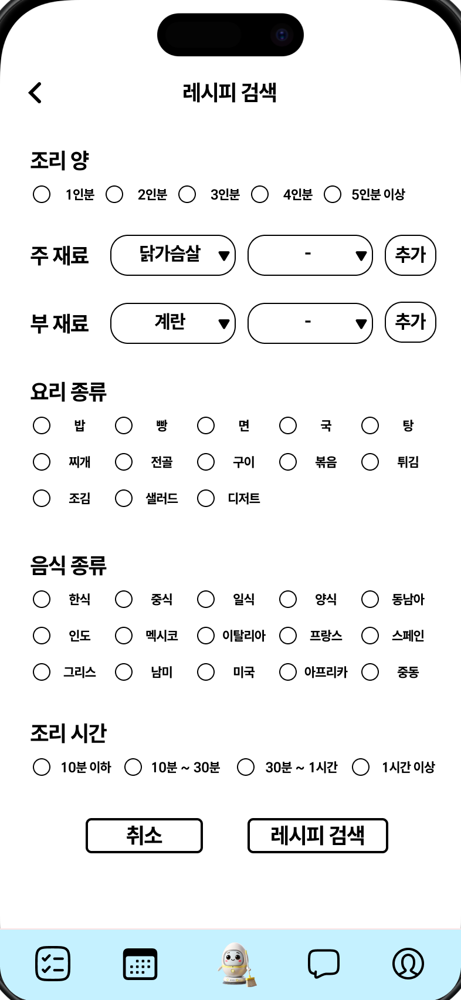 레시피 검색
조리 양
1인분 2인분 3인분 4인분 5인분 이상
주 재료 닭가슴살 - 추가
부 재료 계란 - 추가
요리 종류
밥 빵 면 국 탕
찌개 전골 구이 볶음 튀김
조김 샐러드 디저트
음식 종류
한식 중식 일식 양식 동남아
인도 멕시코 이탈리아 프랑스 스페인
그리스 남미 미국 아프리카 중동
조리 시간
10분 이하 10분 ~ 30분 30분 ~ 1시간 1시간 이상
취소 레시피 검색